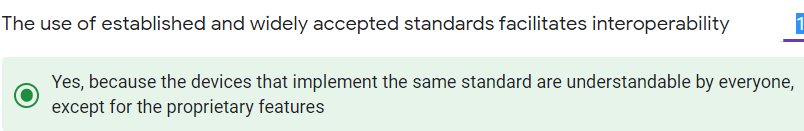 The use of established and widely accepted standards facilitates interoperability 1
Yes, because the devices that implement the same standard are understandable by everyone,
except for the proprietary features